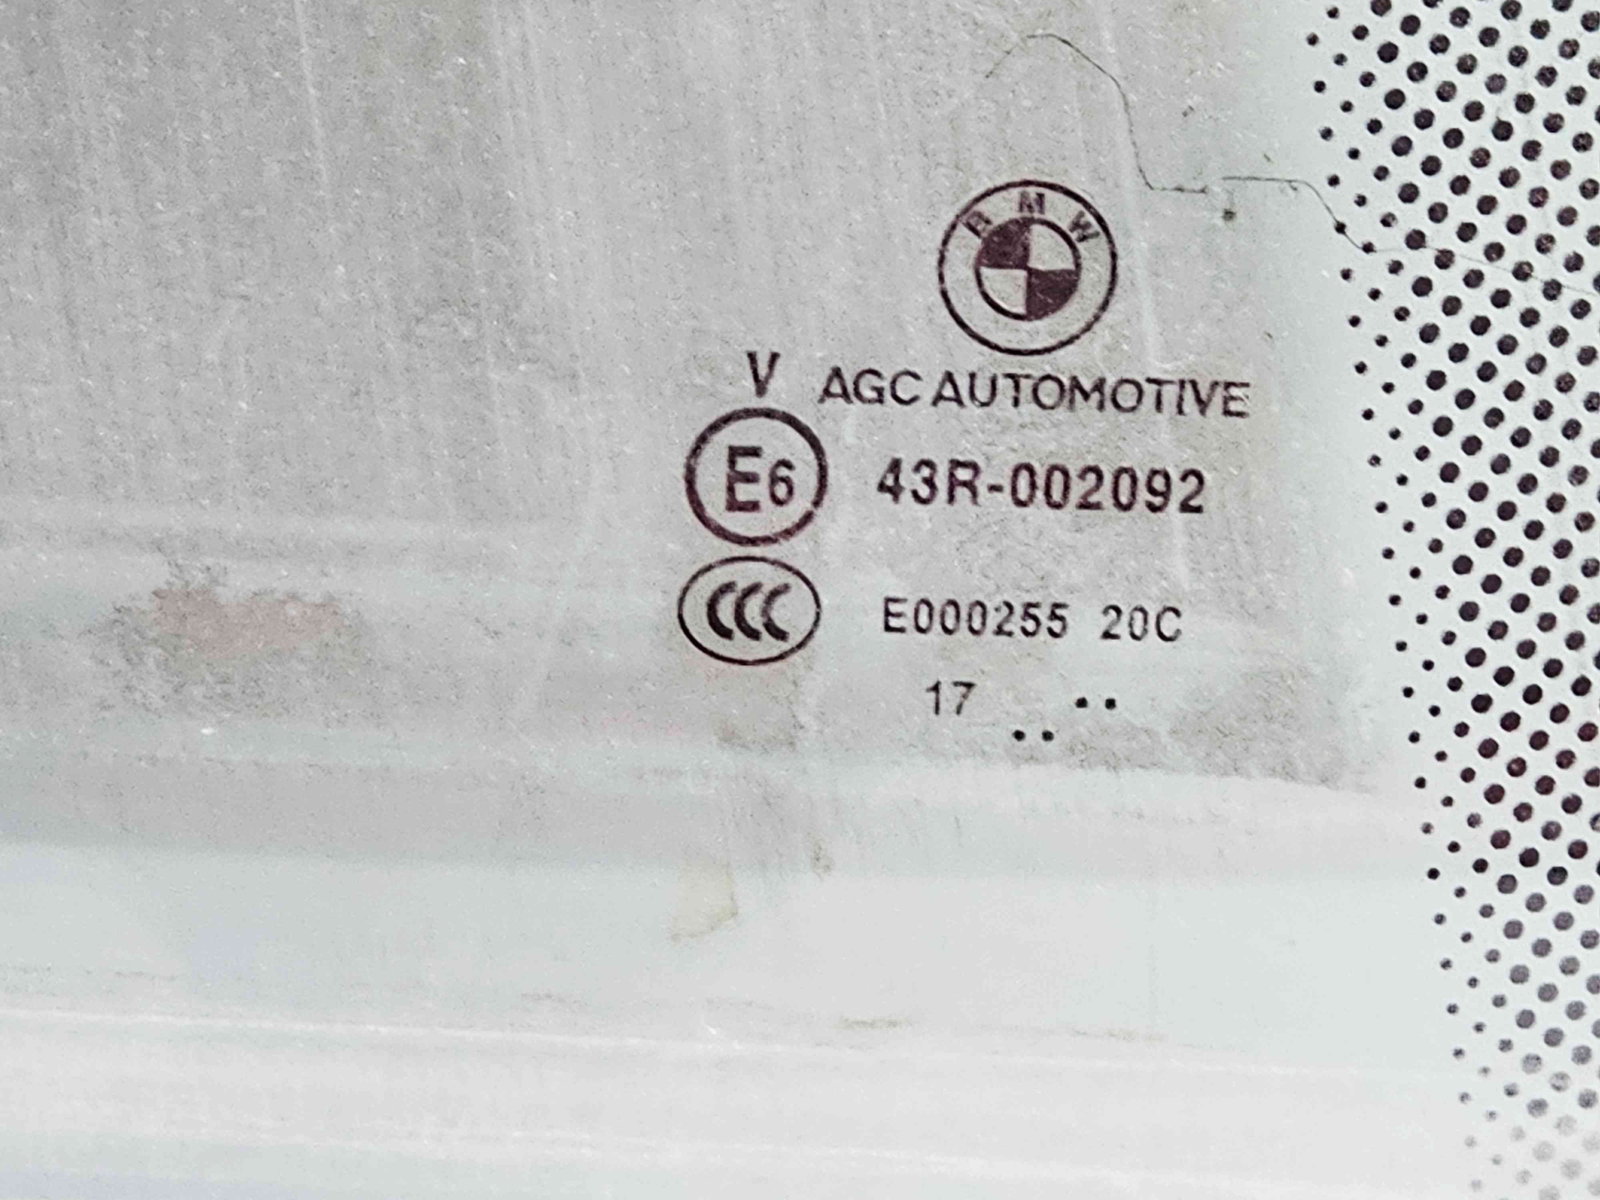 BMW
V AGC AUTOMOTIVE
E6 43R-002092
CCC E000255 20C
17 .. ..